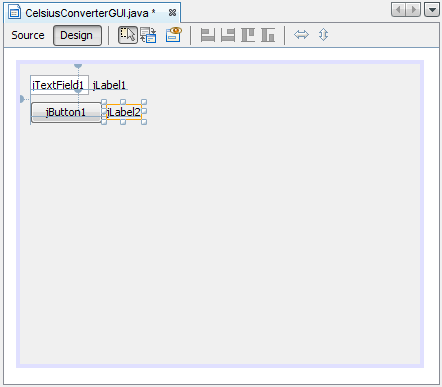 CelsiusConverterGUI.java *
Source Design
jTextField1 jLabel1
jButton1 jLabel2